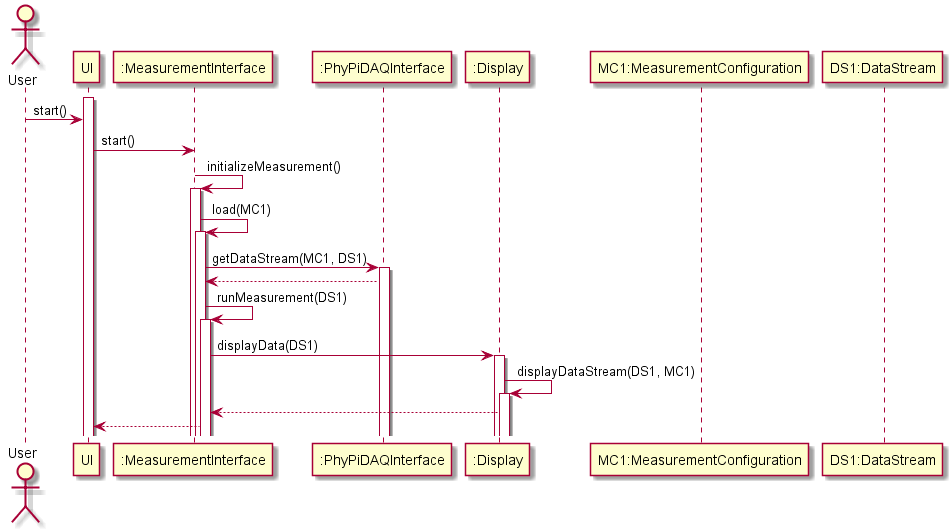 User
UI
:MeasurementInterface
:PhyPiDAQInterface
:Display
MC1:MeasurementConfiguration
DS1:DataStream
start()
start()
initializeMeasurement()
load(MC1)
getDataStream(MC1, DS1)
runMeasurement(DS1)
displayData(DS1)
displayDataStream(DS1, MC1)
User
UI
:MeasurementInterface
:PhyPiDAQInterface
:Display
MC1:MeasurementConfiguration
DS1:DataStream